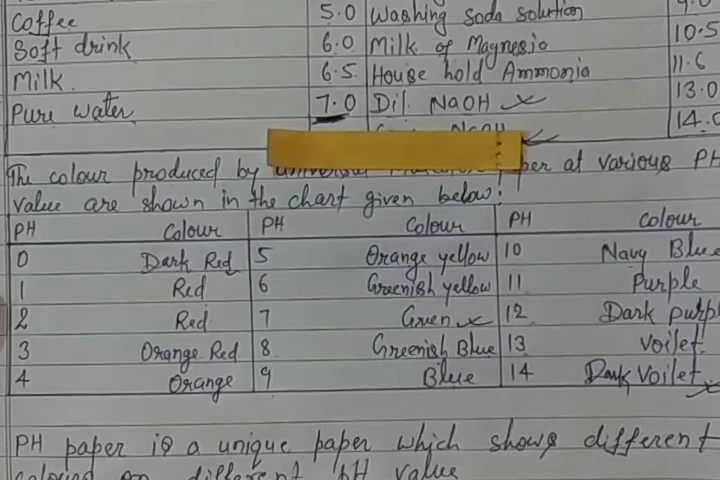 Coffee 5.0 Washing soda solution
Soft drink 6.0 Milk of Magnesia 10.5
Milk. 6.5 House hold Ammonia 11.6
Pure water 7.0 Dil. NaOH 13.0
NaOH 14.0
The colour produced by per at various PH
value are shown in the chart given below:
PH Colour PH Colour PH Colour
0 Dark Red 5 Orange yellow 10 Navy Blue
1 Red 6 Greenish yellow 11 Purple
2 Red 7 Green 12 Dark purpl
3 Orange Red 8 Greenish Blue 13 Voilet
4 Orange 9 Blue 14 Dark Voilet
PH paper is a unique paper which shows different
different pH value